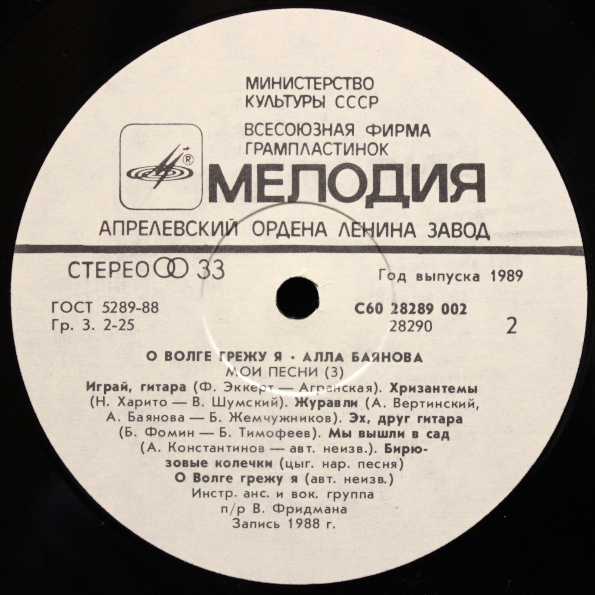 МИНИСТЕРСТВО
КУЛЬТУРЫ СССР
ВСЕСОЮЗНАЯ ФИРМА
ГРАМПЛАСТИНОК
®
МЕЛОДИЯ
АПРЕЛЕВСКИЙ ОРДЕНА ЛЕНИНА ЗАВОД
СТЕРЕО 33
Год выпуска 1989
ГОСТ 5289-88
Гр. 3. 2-25
С60 28289 002
28290
2
О ВОЛГЕ ГРЕЖУ Я · АЛЛА БАЯНОВА
МОИ ПЕСНИ (3)
Играй, гитара (Ф. Эккерт — Агранская). Хризантемы
(Н. Харито — В. Шумский). Журавли (А. Вертинский,
А. Баянова — Б. Жемчужников). Эх, друг гитара
(Б. Фомин — Б. Тимофеев). Мы вышли в сад
(А. Константинов — авт. неизв.). Бирю-
зовые колечки (цыг. нар. песня)
О Волге грежу я (авт. неизв.)
Инстр. анс. и вок. группа
п/р В. Фридмана
Запись 1988 г.